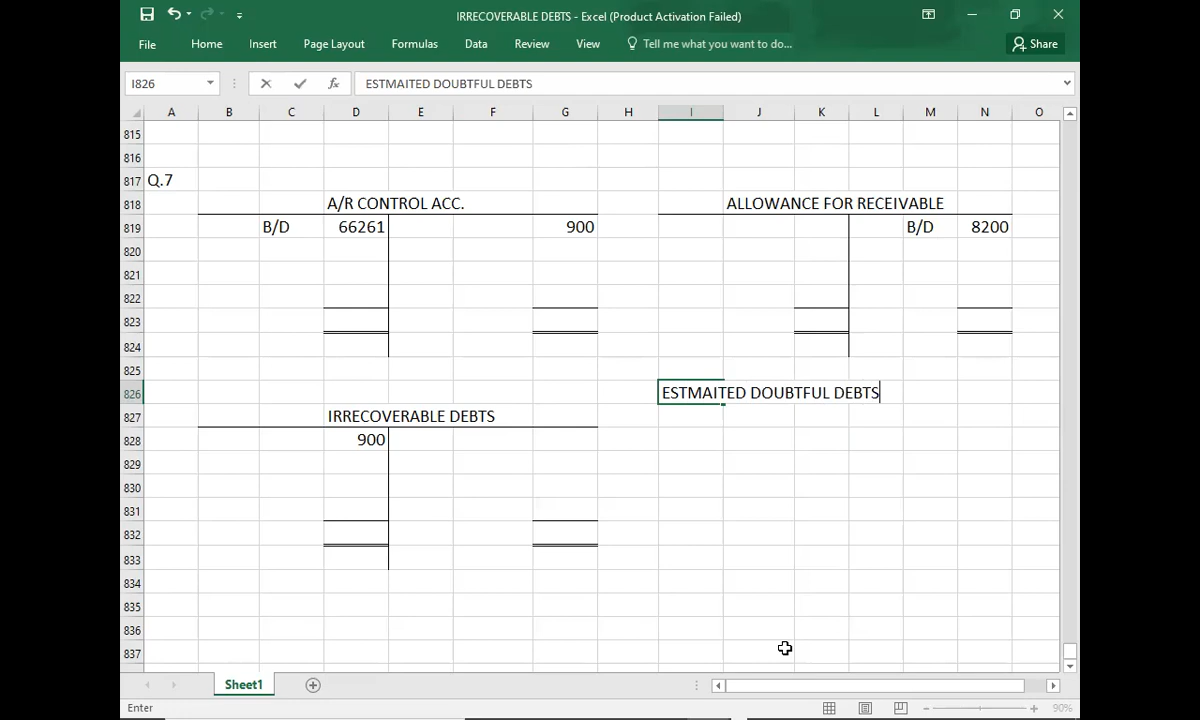 IRRECOVERABLE DEBTS - Excel (Product Activation Failed)
File Home Insert Page Layout Formulas Data Review View Tell me what you want to do... Share
I826 fx ESTMAITED DOUBTFUL DEBTS
A B C D E F G H I J K L M N O
815
816
817 Q.7
818 A/R CONTROL ACC. ALLOWANCE FOR RECEIVABLE
819 B/D 66261 900 B/D 8200
820
821
822
823
824
825
826 ESTMAITED DOUBTFUL DEBTS
827 IRRECOVERABLE DEBTS
828 900
829
830
831
832
833
834
835
836
837
Sheet1
Enter 90%